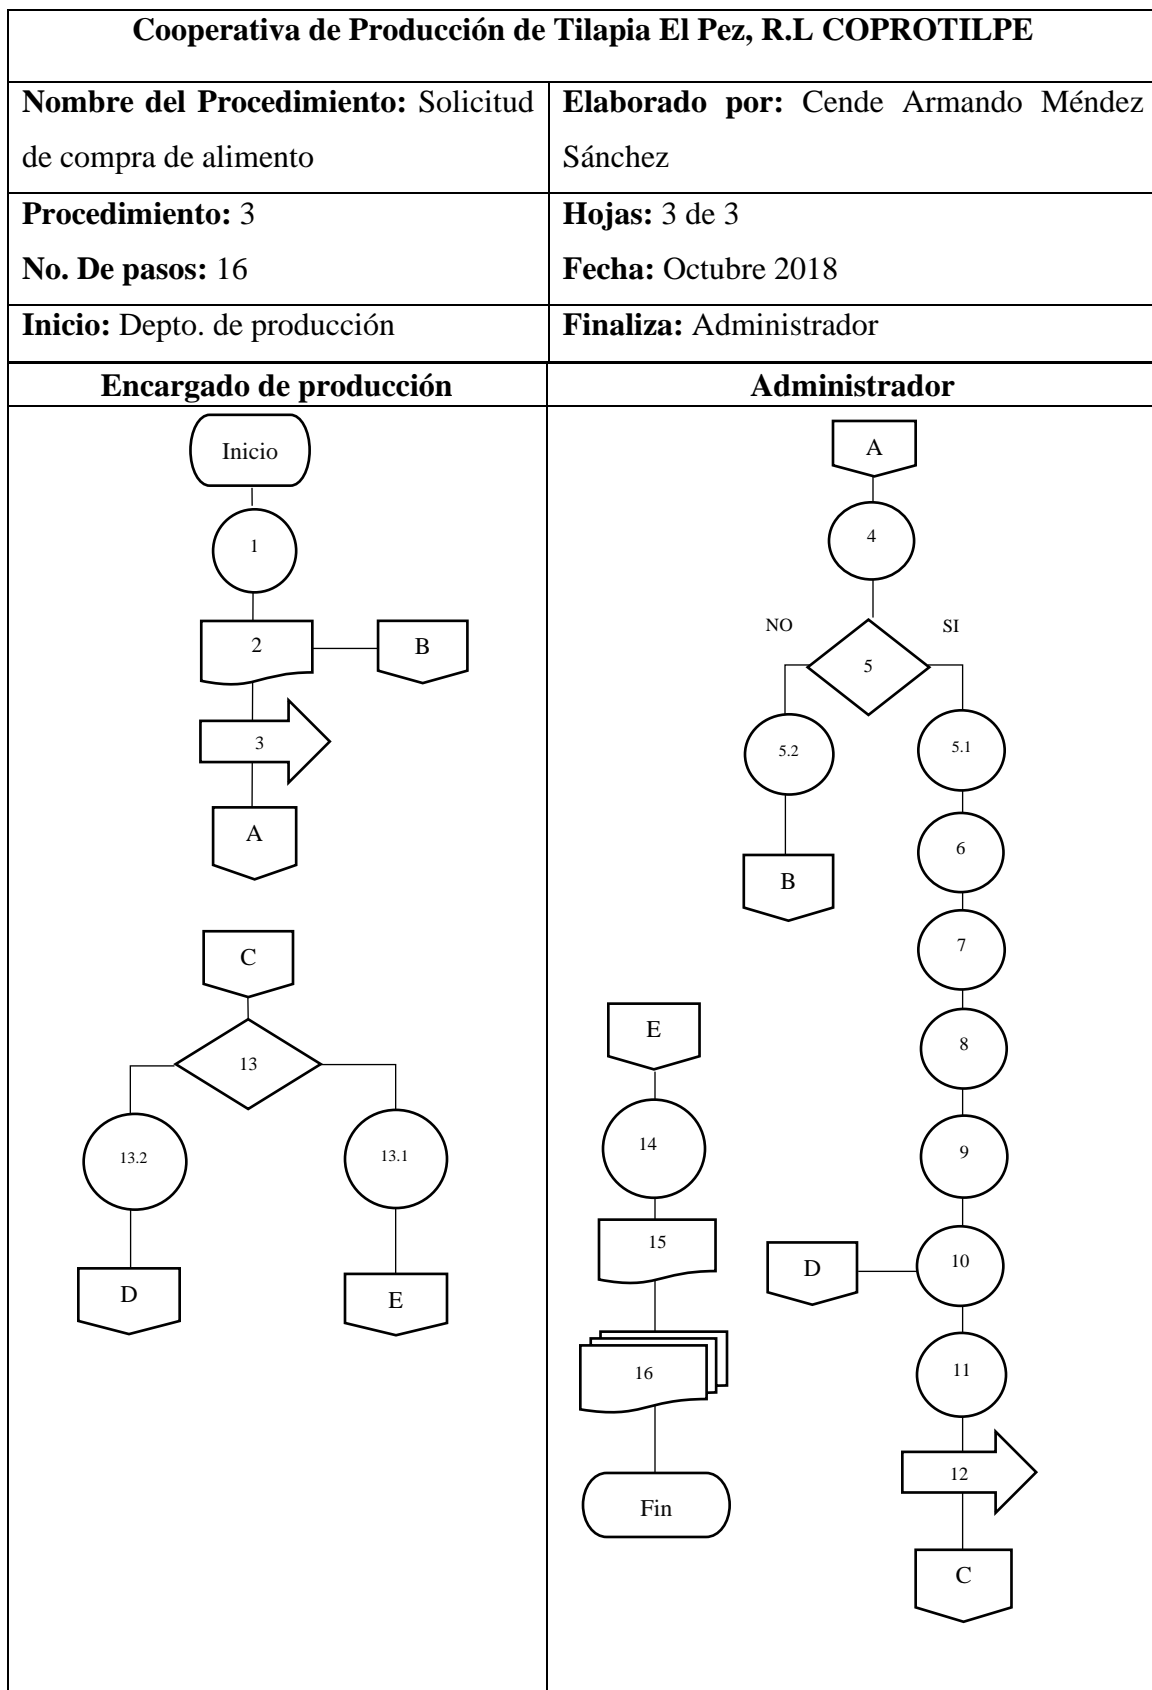 Cooperativa de Producción de Tilapia El Pez, R.L COPROTILPE
Nombre del Procedimiento: Solicitud
de compra de alimento
Elaborado por: Cende Armando Méndez
Sánchez
Procedimiento: 3
No. De pasos: 16
Hojas: 3 de 3
Fecha: Octubre 2018
Inicio: Depto. de producción
Finaliza: Administrador
Encargado de producción
Inicio
1
2
B
3
A
C
13
13.2
13.1
D
E
Administrador
A
4
NO
SI
5
5.2
5.1
B
6
7
8
9
D
10
11
12
C
E
14
15
16
Fin